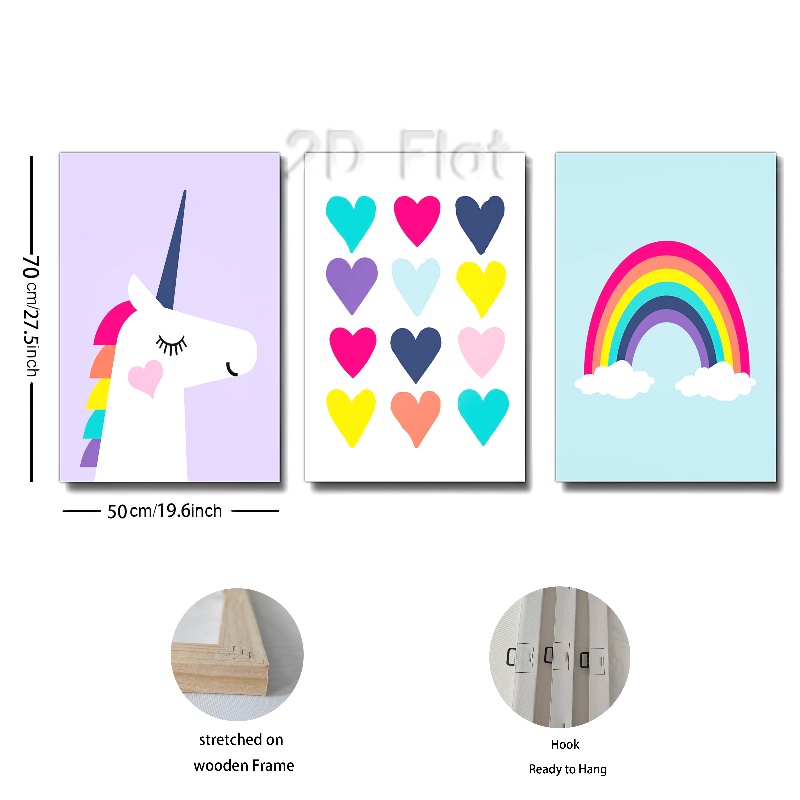 2D Flat
70 cm/27.5inch
50 cm/19.6inch
stretched on
wooden Frame
Hook
Ready to Hang